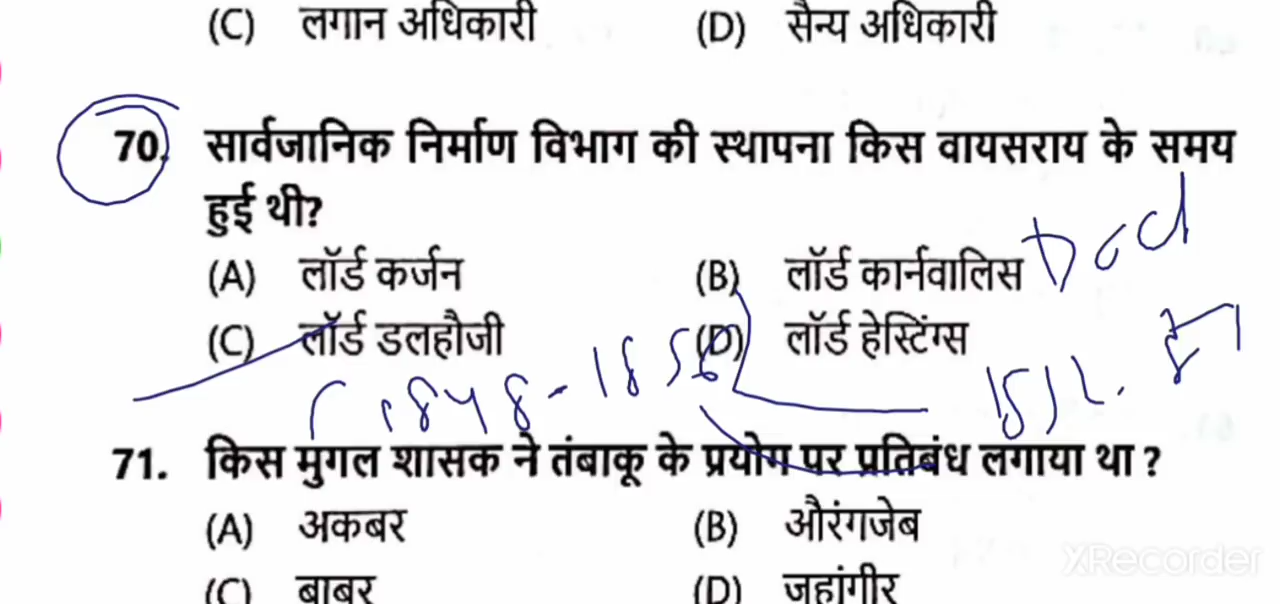 (C) लगान अधिकारी (D) सैन्य अधिकारी
70. सार्वजानिक निर्माण विभाग की स्थापना किस वायसराय के समय
हुई थी?
(A) लॉर्ड कर्जन (B) लॉर्ड कार्नवालिस
(C) लॉर्ड डलहौजी (D) लॉर्ड हेस्टिंग्स
1848-1856
71. किस मुगल शासक ने तंबाकू के प्रयोग पर प्रतिबंध लगाया था ?
(A) अकबर (B) औरंगजेब
(C) बाबर (D) जहांगीर
XRecorder